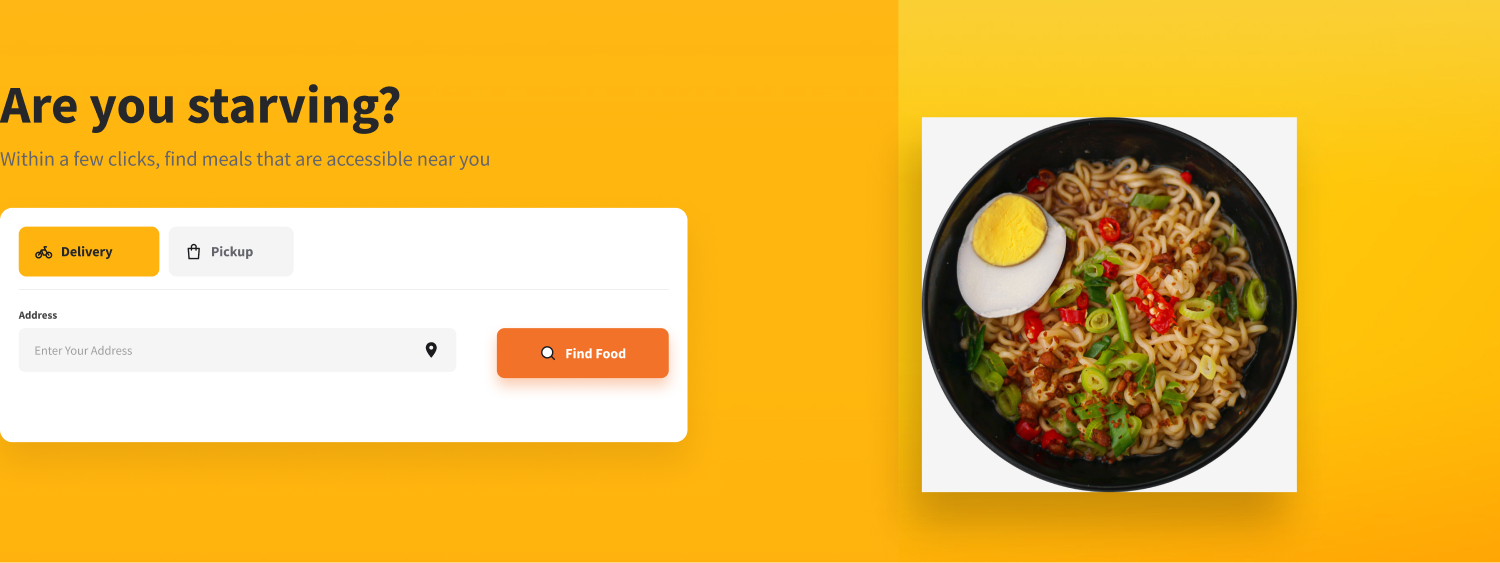 Are you starving?
Within a few clicks, find meals that are accessible near you
Delivery
Pickup
Address
Enter Your Address
Find Food